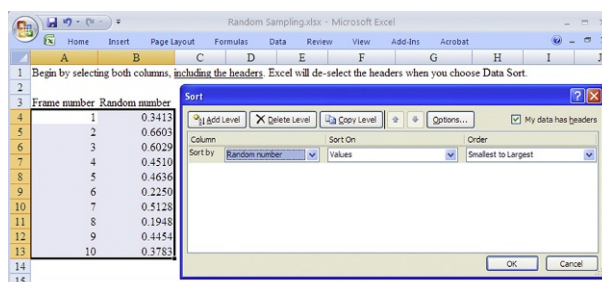 Random Sampling.xlsx - Microsoft Excel
Home Insert Page Layout Formulas Data Review View Add-Ins Acrobat
A B C D E F G H I J
1 Begin by selecting both columns, including the headers. Excel will de-select the headers when you choose Data Sort.
2
3 Frame number Random number
4 1 0.3413
5 2 0.6603
6 3 0.6029
7 4 0.4510
8 5 0.4636
9 6 0.2250
10 7 0.5128
11 8 0.1948
12 9 0.4454
13 10 0.3783
14
15
Sort
Add Level Delete Level Copy Level Options... My data has headers
Column Sort On Order
Sort by Random number Values Smallest to Largest
OK Cancel